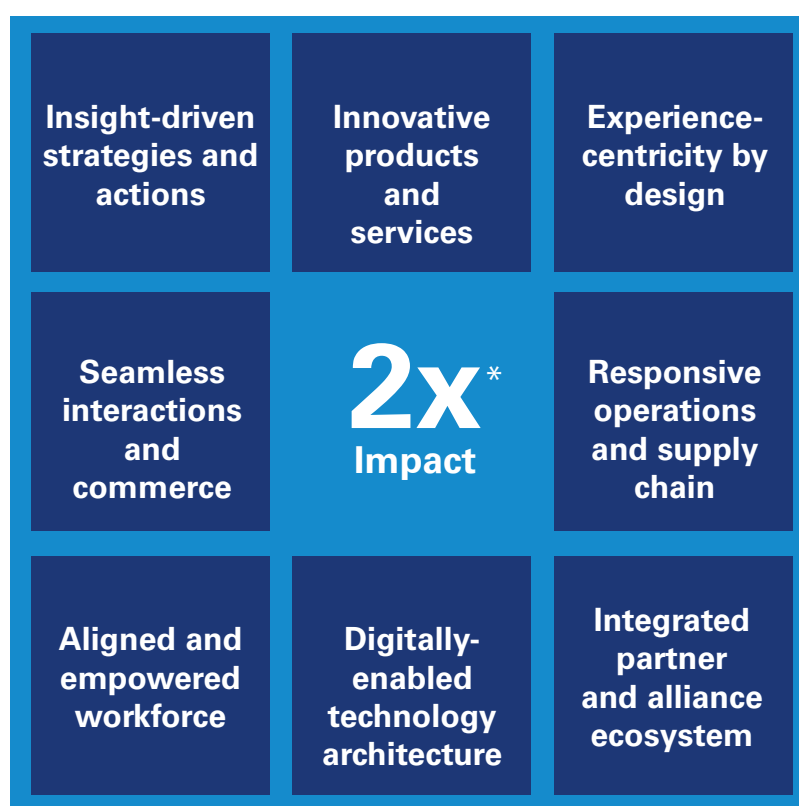 Insight-driven
strategies and
actions
Innovative
products
and
services
Experience-
centricity by
design
Seamless
interactions
and
commerce
2x*
Impact
Responsive
operations
and supply
chain
Aligned and
empowered
workforce
Digitally-
enabled
technology
architecture
Integrated
partner
and alliance
ecosystem